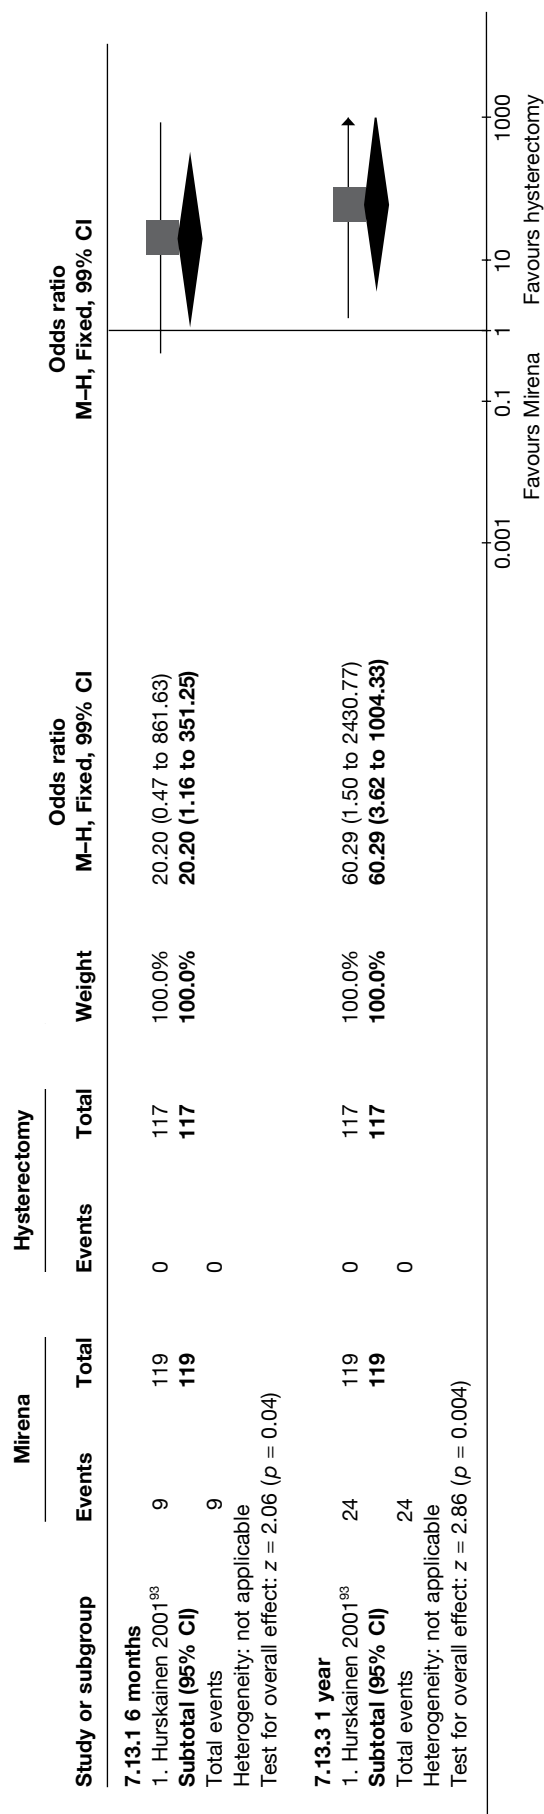 Mirena Hysterectomy Odds ratio Odds ratio
Study or subgroup Events Total Events Total Weight M–H, Fixed, 99% CI M–H, Fixed, 99% CI
7.13.1 6 months
1. Hurskainen 2001⁹³ 9 119 0 117 100.0% 20.20 (0.47 to 861.63)
Subtotal (95% CI) 119 117 100.0% 20.20 (1.16 to 351.25)
Total events 9 0
Heterogeneity: not applicable
Test for overall effect: z = 2.06 (p = 0.04)
7.13.3 1 year
1. Hurskainen 2001⁹³ 24 119 0 117 100.0% 60.29 (1.50 to 2430.77)
Subtotal (95% CI) 119 117 100.0% 60.29 (3.62 to 1004.33)
Total events 24 0
Heterogeneity: not applicable
Test for overall effect: z = 2.86 (p = 0.004)
0.001 0.1 1 10 1000
Favours Mirena Favours hysterectomy